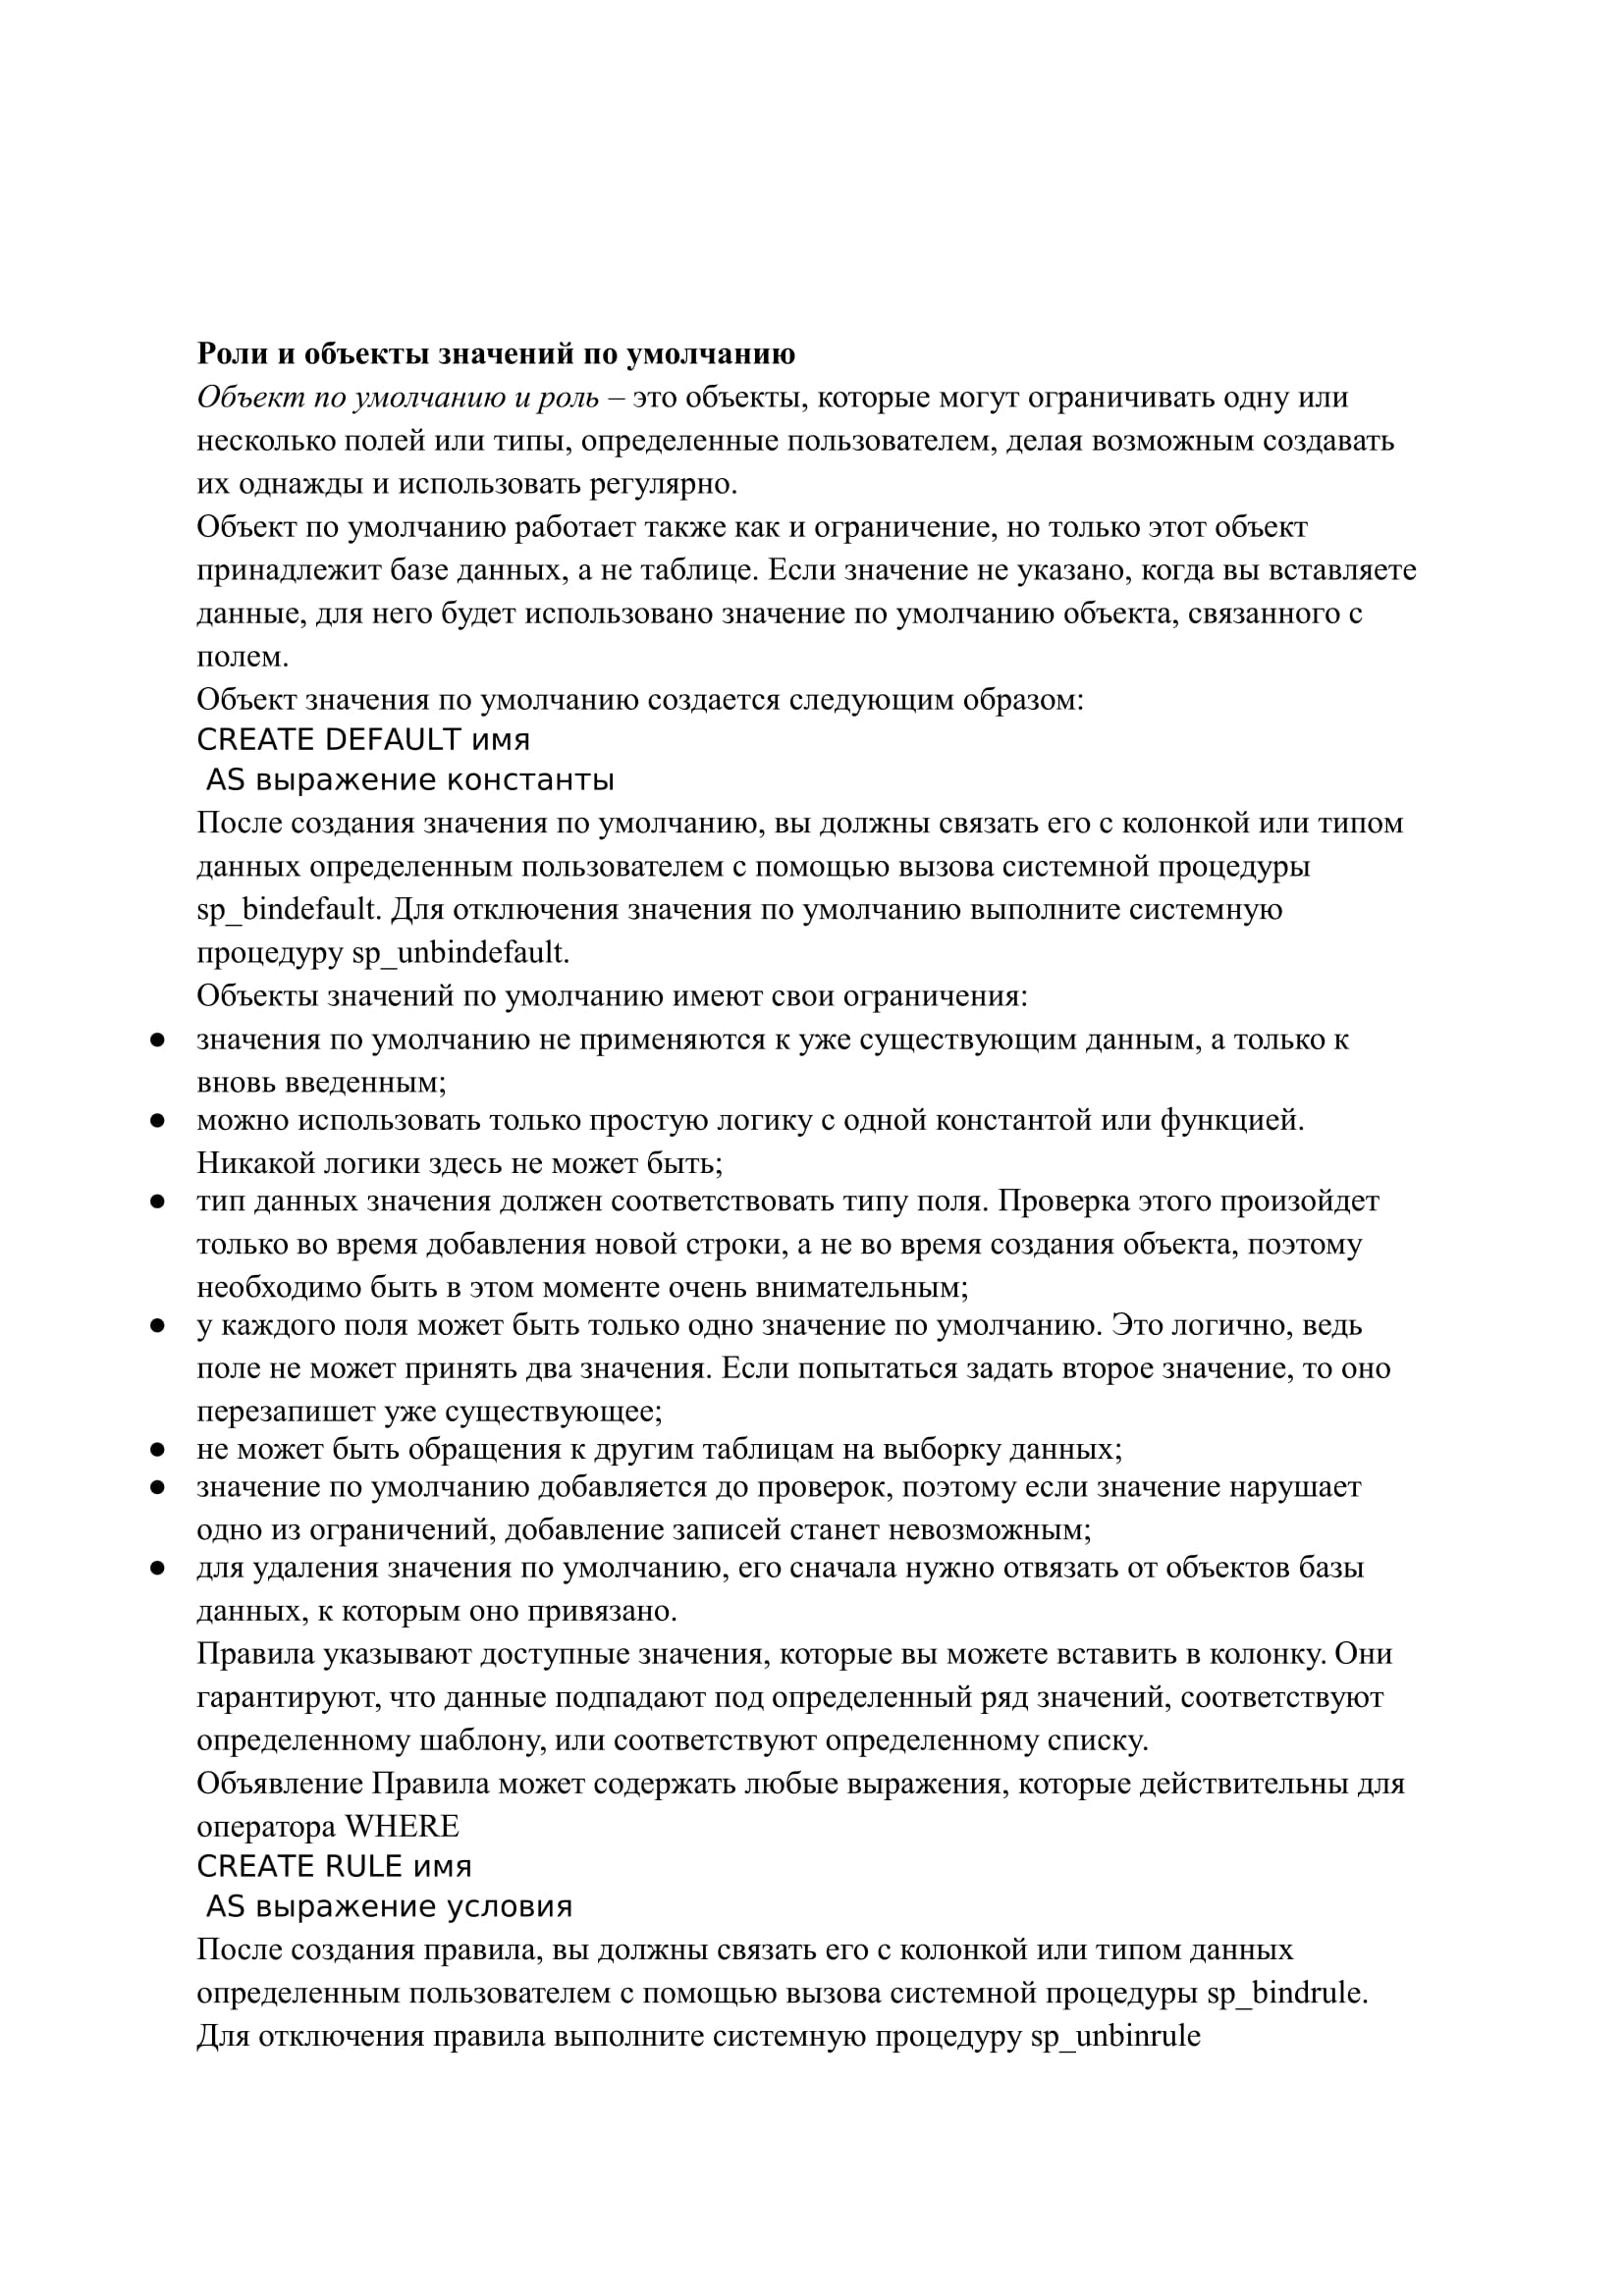 Роли и объекты значений по умолчанию
Объект по умолчанию и роль – это объекты, которые могут ограничивать одну или
несколько полей или типы, определенные пользователем, делая возможным создавать
их однажды и использовать регулярно.
Объект по умолчанию работает также как и ограничение, но только этот объект
принадлежит базе данных, а не таблице. Если значение не указано, когда вы вставляете
данные, для него будет использовано значение по умолчанию объекта, связанного с
полем.
Объект значения по умолчанию создается следующим образом:
CREATE DEFAULT имя
AS выражение константы
После создания значения по умолчанию, вы должны связать его с колонкой или типом
данных определенным пользователем с помощью вызова системной процедуры
sp_bindefault. Для отключения значения по умолчанию выполните системную
процедуру sp_unbindefault.
Объекты значений по умолчанию имеют свои ограничения:
● значения по умолчанию не применяются к уже существующим данным, а только к
вновь введенным;
● можно использовать только простую логику с одной константой или функцией.
Никакой логики здесь не может быть;
● тип данных значения должен соответствовать типу поля. Проверка этого произойдет
только во время добавления новой строки, а не во время создания объекта, поэтому
необходимо быть в этом моменте очень внимательным;
● у каждого поля может быть только одно значение по умолчанию. Это логично, ведь
поле не может принять два значения. Если попытаться задать второе значение, то оно
перезапишет уже существующее;
● не может быть обращения к другим таблицам на выборку данных;
● значение по умолчанию добавляется до проверок, поэтому если значение нарушает
одно из ограничений, добавление записей станет невозможным;
● для удаления значения по умолчанию, его сначала нужно отвязать от объектов базы
данных, к которым оно привязано.
Правила указывают доступные значения, которые вы можете вставить в колонку. Они
гарантируют, что данные подпадают под определенный ряд значений, соответствуют
определенному шаблону, или соответствуют определенному списку.
Объявление Правила может содержать любые выражения, которые действительны для
оператора WHERE
CREATE RULE имя
AS выражение условия
После создания правила, вы должны связать его с колонкой или типом данных
определенным пользователем с помощью вызова системной процедуры sp_bindrule.
Для отключения правила выполните системную процедуру sp_unbinrule